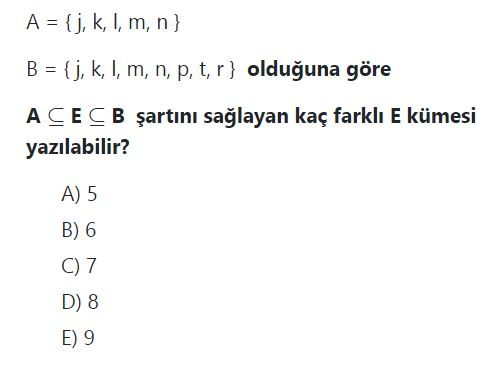 A = { j, k, l, m, n }
B = { j, k, l, m, n, p, t, r } olduğuna göre
A ⊆ E ⊆ B şartını sağlayan kaç farklı E kümesi
yazılabilir?
A) 5
B) 6
C) 7
D) 8
E) 9